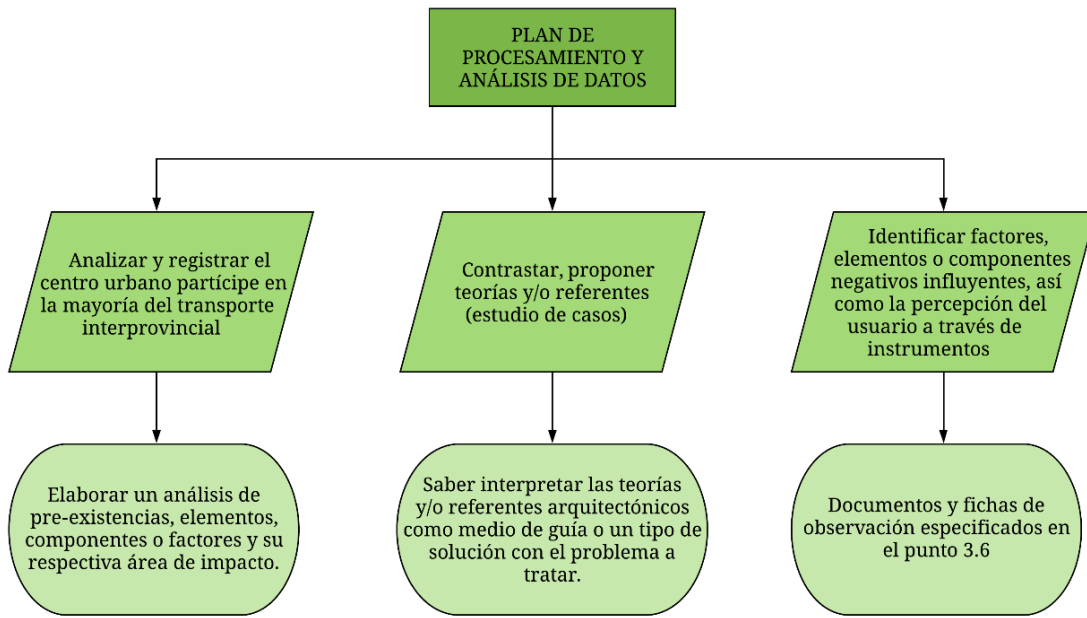 PLAN DE
PROCESAMIENTO Y
ANÁLISIS DE DATOS
Analizar y registrar el
centro urbano partícipe en
la mayoría del transporte
interprovincial
Contrastar, proponer
teorías y/o referentes
(estudio de casos)
Identificar factores,
elementos o componentes
negativos influyentes, así
como la percepción del
usuario a través de
instrumentos
Elaborar un análisis de
pre-existencias, elementos,
componentes o factores y su
respectiva área de impacto.
Saber interpretar las teorías
y/o referentes arquitectónicos
como medio de guía o un tipo de
solución con el problema a
tratar.
Documentos y fichas de
observación especificados en
el punto 3.6